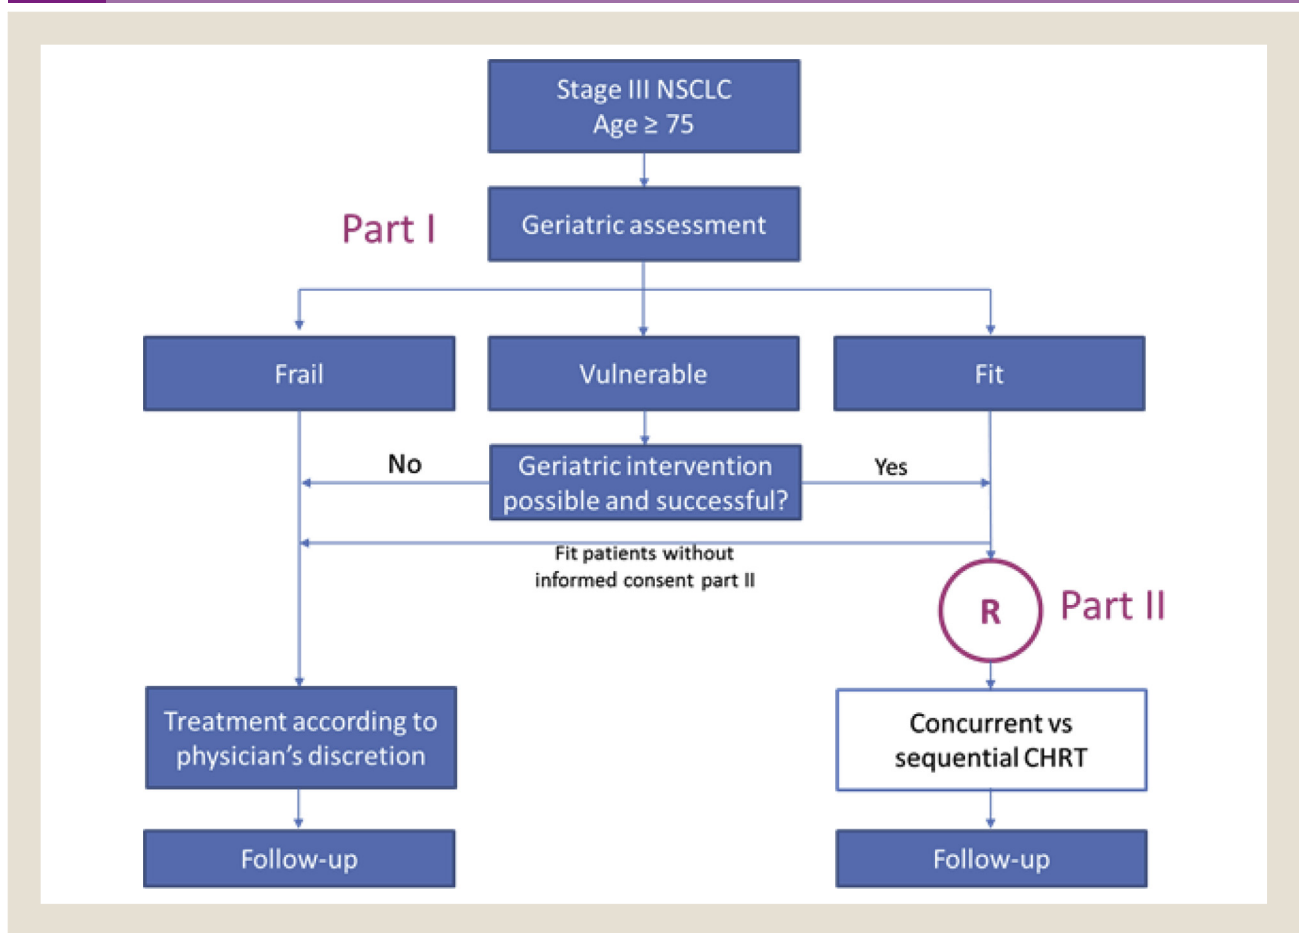 Stage III NSCLC
Age ≥ 75
Part I
Geriatric assessment
Frail
Vulnerable
Fit
No
Geriatric intervention
possible and successful?
Yes
Fit patients without
informed consent part II
R
Part II
Treatment according to
physician’s discretion
Concurrent vs
sequential CHRT
Follow-up
Follow-up